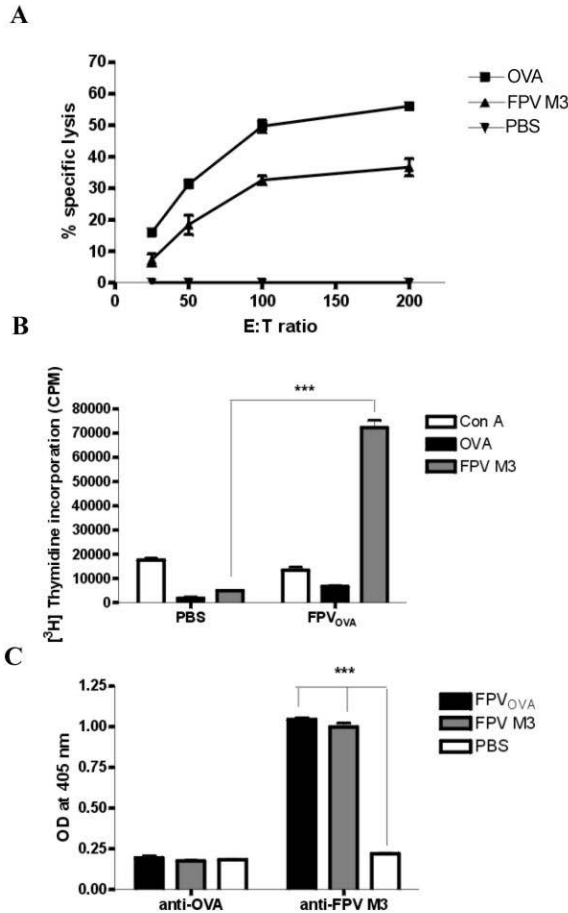 A
OVA
FPV M3
PBS
% specific lysis
70
60
50
40
30
20
10
0
0 50 100 150 200
E:T ratio
B
***
[³H] Thymidine incorporation (CPM)
80000
70000
60000
50000
40000
30000
20000
10000
0
Con A
OVA
FPV M3
PBS FPVOVA
C
***
OD at 405 nm
1.25
1.00
0.75
0.50
0.25
0.00
FPVOVA
FPV M3
PBS
anti-OVA anti-FPV M3